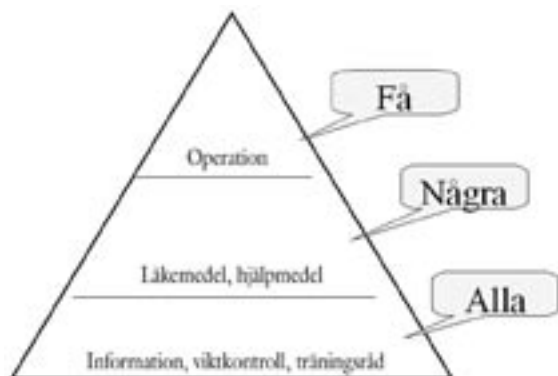 Få
Operation
Några
Läkemedel, hjälpmedel
Alla
Information, viktkontroll, träningsråd